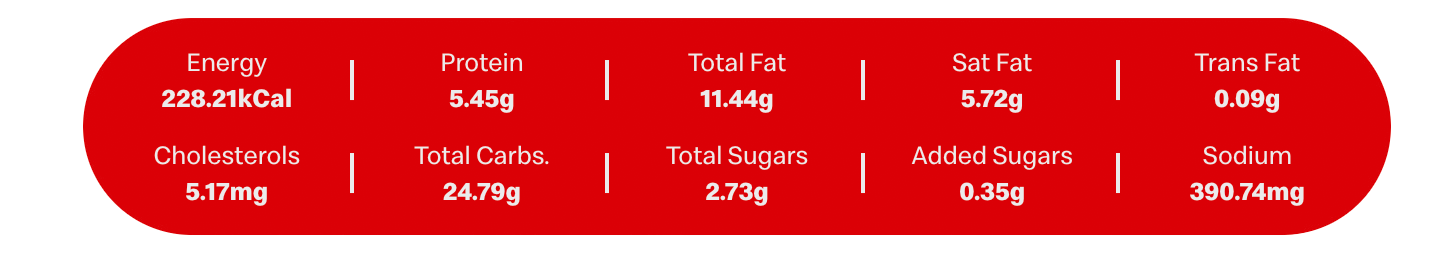 Energy Protein Total Fat Sat Fat Trans Fat
228.21kCal 5.45g 11.44g 5.72g 0.09g
Cholesterols Total Carbs. Total Sugars Added Sugars Sodium
5.17mg 24.79g 2.73g 0.35g 390.74mg